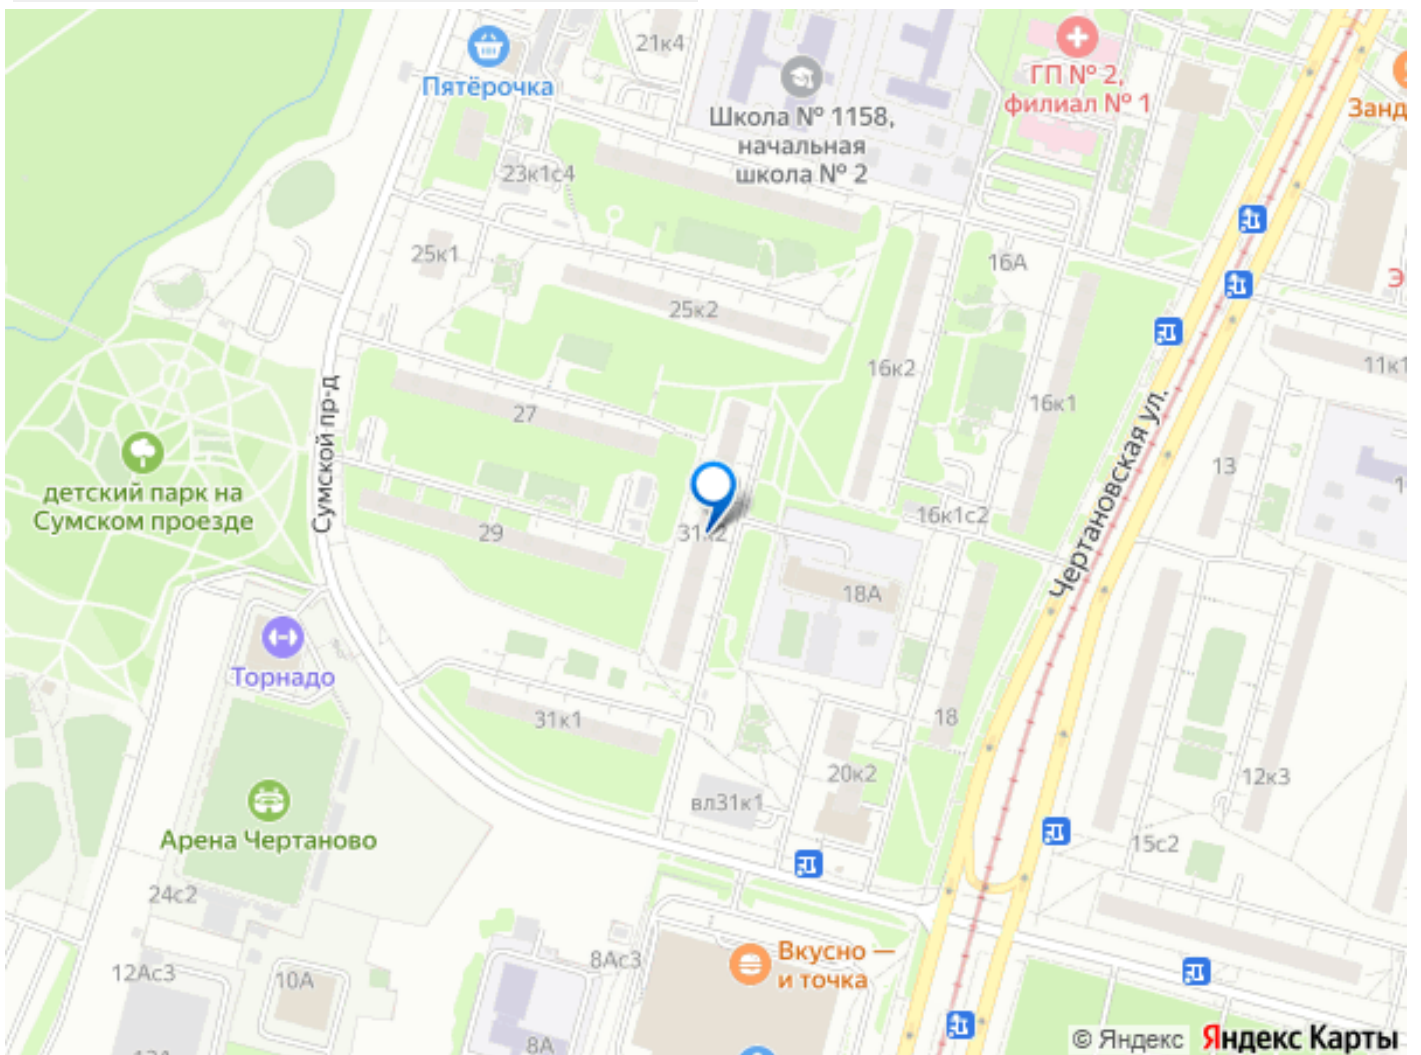 21к4
Пятёрочка
ГП № 2,
филиал № 1
Школа № 1158,
начальная
школа № 2
Занд
23к1с4
25к1
16А
Э
25к2
16к2
11к1
27
Сумской пр-д
16к1
Чертановская ул.
13
детский парк на
Сумском проезде
29
31к2
16к1с2
18А
Торнадо
31к1
18
20к2
12к3
вл31к1
Арена Чертаново
15с2
24с2
Вкусно —
и точка
8Ас3
12Ас3
10А
8А
© Яндекс Яндекс Карты